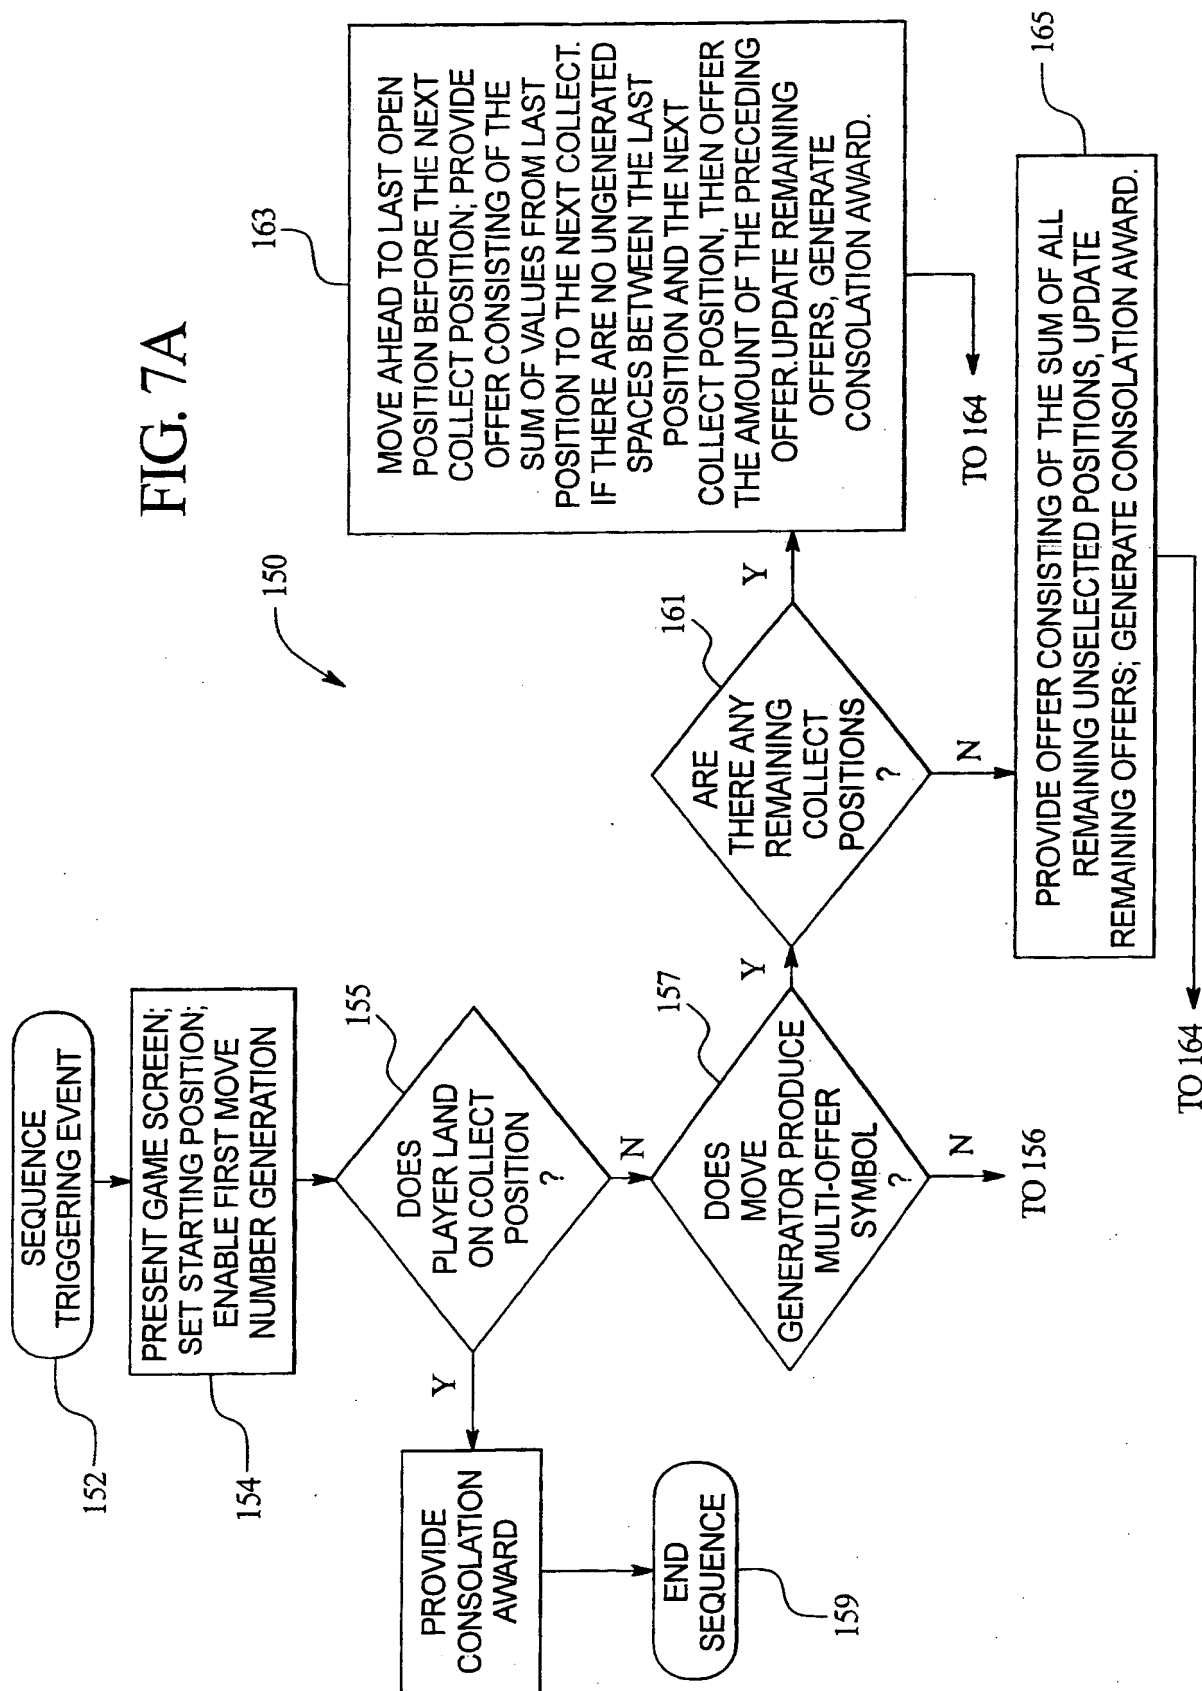 FIG. 7A
150
SEQUENCE
TRIGGERING EVENT
152
PRESENT GAME SCREEN;
SET STARTING POSITION;
ENABLE FIRST MOVE
NUMBER GENERATION
154
DOES
PLAYER LAND
ON COLLECT
POSITION
?
155
Y
N
PROVIDE
CONSOLATION
AWARD
END
SEQUENCE
159
DOES
MOVE
GENERATOR PRODUCE
MULTI-OFFER
SYMBOL
?
157
Y
N
TO 156
ARE
THERE ANY
REMAINING
COLLECT
POSITIONS
?
161
Y
N
MOVE AHEAD TO LAST OPEN
POSITION BEFORE THE NEXT
COLLECT POSITION; PROVIDE
OFFER CONSISTING OF THE
SUM OF VALUES FROM LAST
POSITION TO THE NEXT COLLECT.
IF THERE ARE NO UNGENERATED
SPACES BETWEEN THE LAST
POSITION AND THE NEXT
COLLECT POSITION, THEN OFFER
THE AMOUNT OF THE PRECEDING
OFFER.UPDATE REMAINING
OFFERS, GENERATE
CONSOLATION AWARD.
163
TO 164
PROVIDE OFFER CONSISTING OF THE SUM OF ALL
REMAINING UNSELECTED POSITIONS, UPDATE
REMAINING OFFERS; GENERATE CONSOLATION AWARD.
165
TO 164